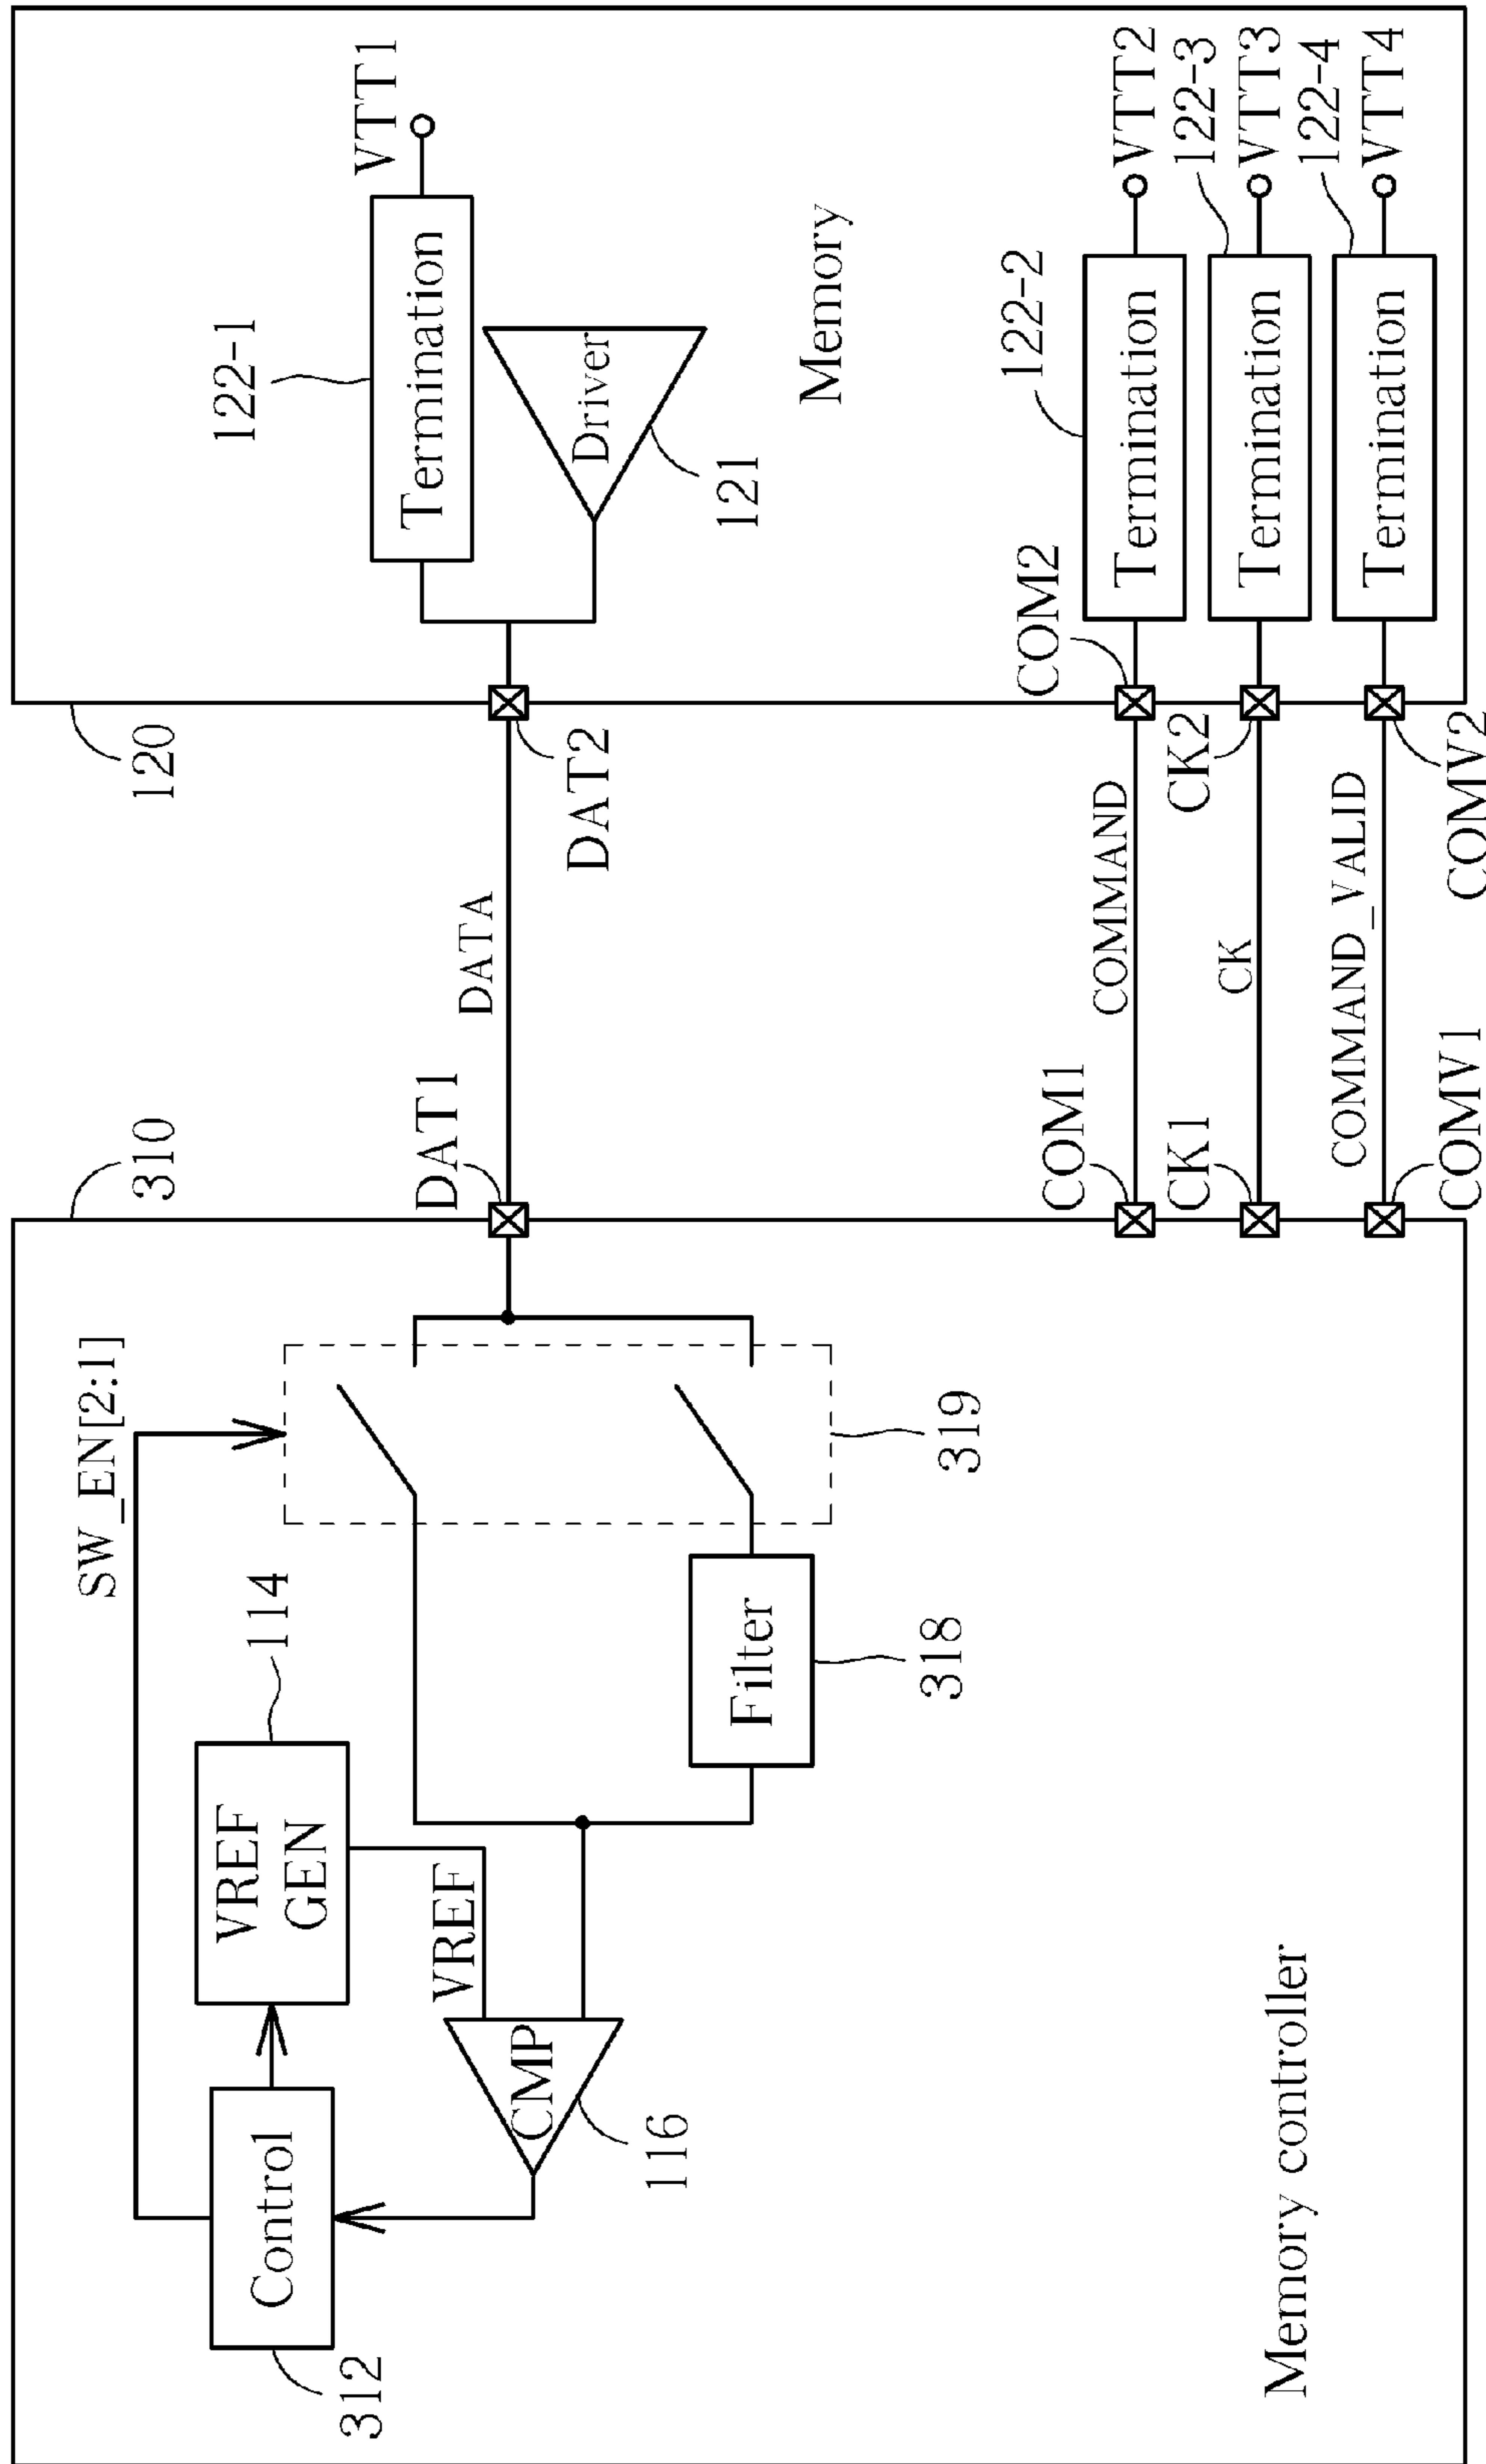 310
120
SW_EN[2:1]
312
Control
VREF
GEN
114
VREF
CMP
116
Filter
318
319
DAT1
DATA
DAT2
122-1
Termination
VTT1
Driver
121
Memory
COM1
COMMAND
COM2
122-2
Termination
VTT2
CK1
CK
CK2
Termination
122-3
VTT3
COMV1
COMMAND_VALID
COMV2
Termination
122-4
VTT4
Memory controller